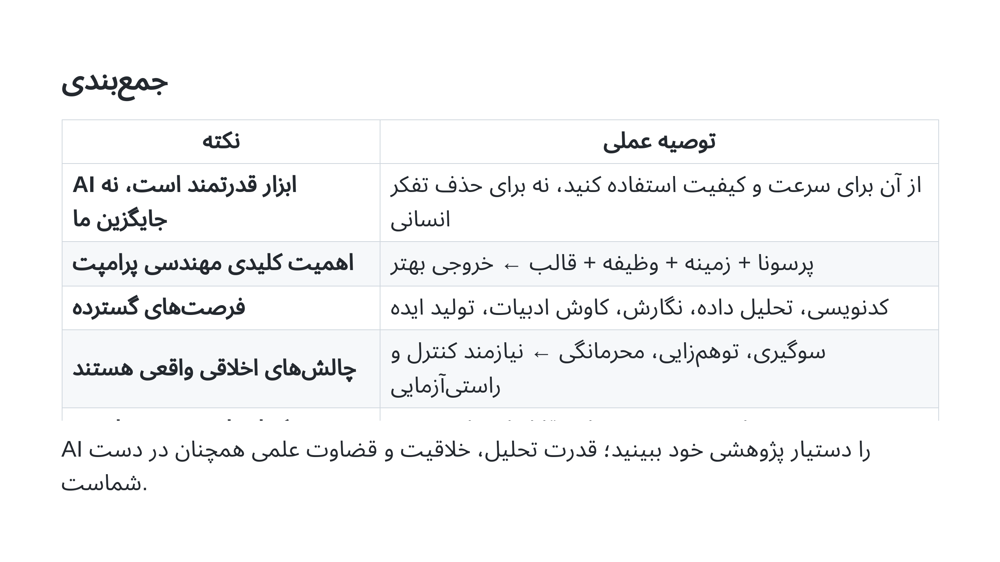 جمع‌بندی
نکته
توصیه عملی
AI ابزار قدرتمند است، نه
جایگزین ما
از آن برای سرعت و کیفیت استفاده کنید، نه برای حذف تفکر
انسانی
اهمیت کلیدی مهندسی پرامپت
پرسونا + زمینه + وظیفه + قالب ← خروجی بهتر
فرصت‌های گسترده
کدنویسی، تحلیل داده، نگارش، کاوش ادبیات، تولید ایده
چالش‌های اخلاقی واقعی هستند
سوگیری، توهم‌زایی، محرمانگی ← نیازمند کنترل و
راستی‌آزمایی
AI را دستیار پژوهشی خود ببینید؛ قدرت تحلیل، خلاقیت و قضاوت علمی همچنان در دست
شماست.